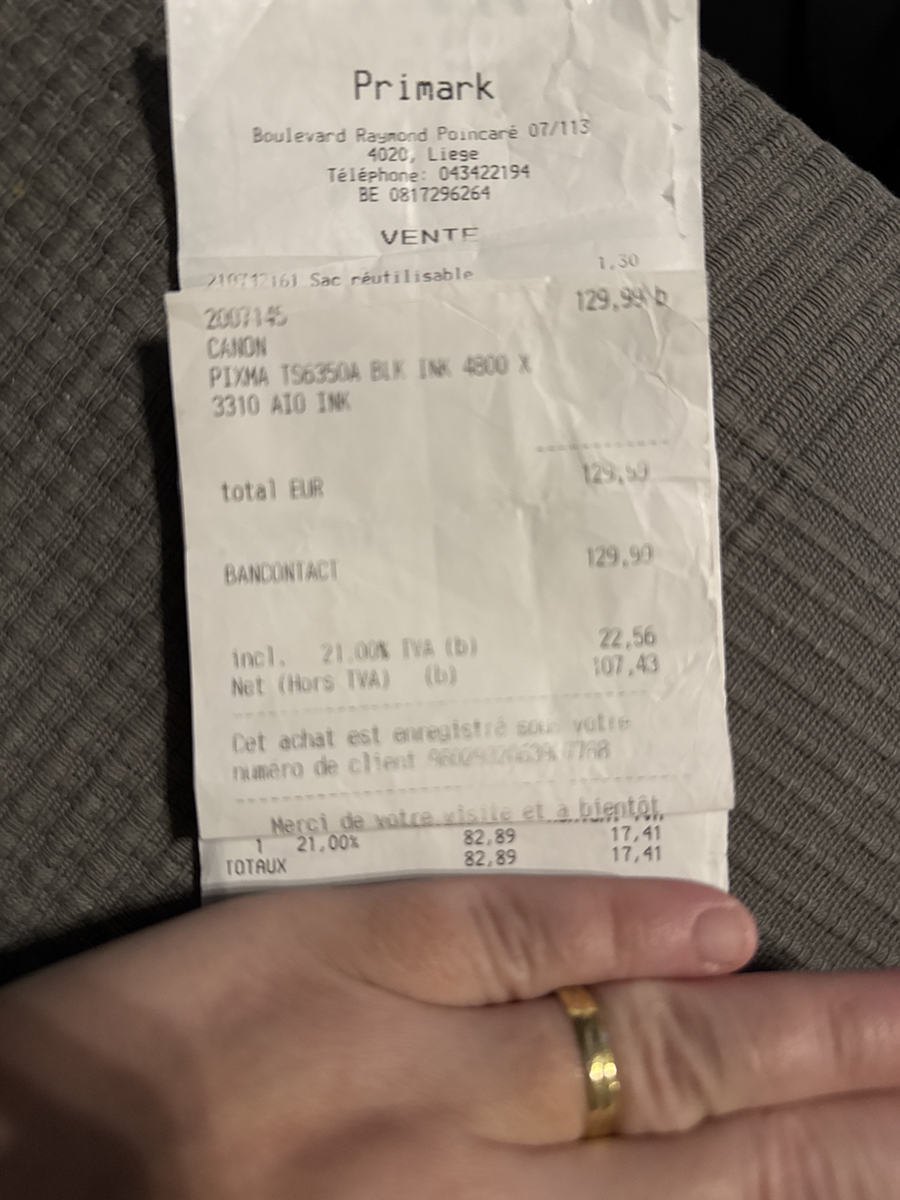 Primark
Boulevard Raymond Poincaré 07/113
4020, Liege
Téléphone: 043422194
BE 0817296264
VENTE
210742161 Sac réutilisable 1,30
2007145 129,99 b
CANON
PIXMA TS6350A BLK INK 4800 X
3310 AIO INK
total EUR 129,99
BANCONTACT 129,99
incl. 21.00% TVA (b) 22,56
Net (Hors TVA) (b) 107,43
Cet achat est enregistré sous votre
numéro de client
Merci de votre visite et à bientôt
1 21,00% 82,89 17,41
TOTAUX 82,89 17,41